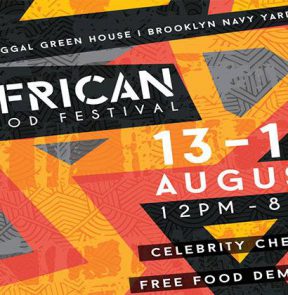 GGAL GREEN HOUSE | BROOKLYN NAVY YARD
FRICAN
OD FESTIVAL
13-1
AUGUS
12PM - 8
CELEBRITY CHE
FREE FOOD DEM